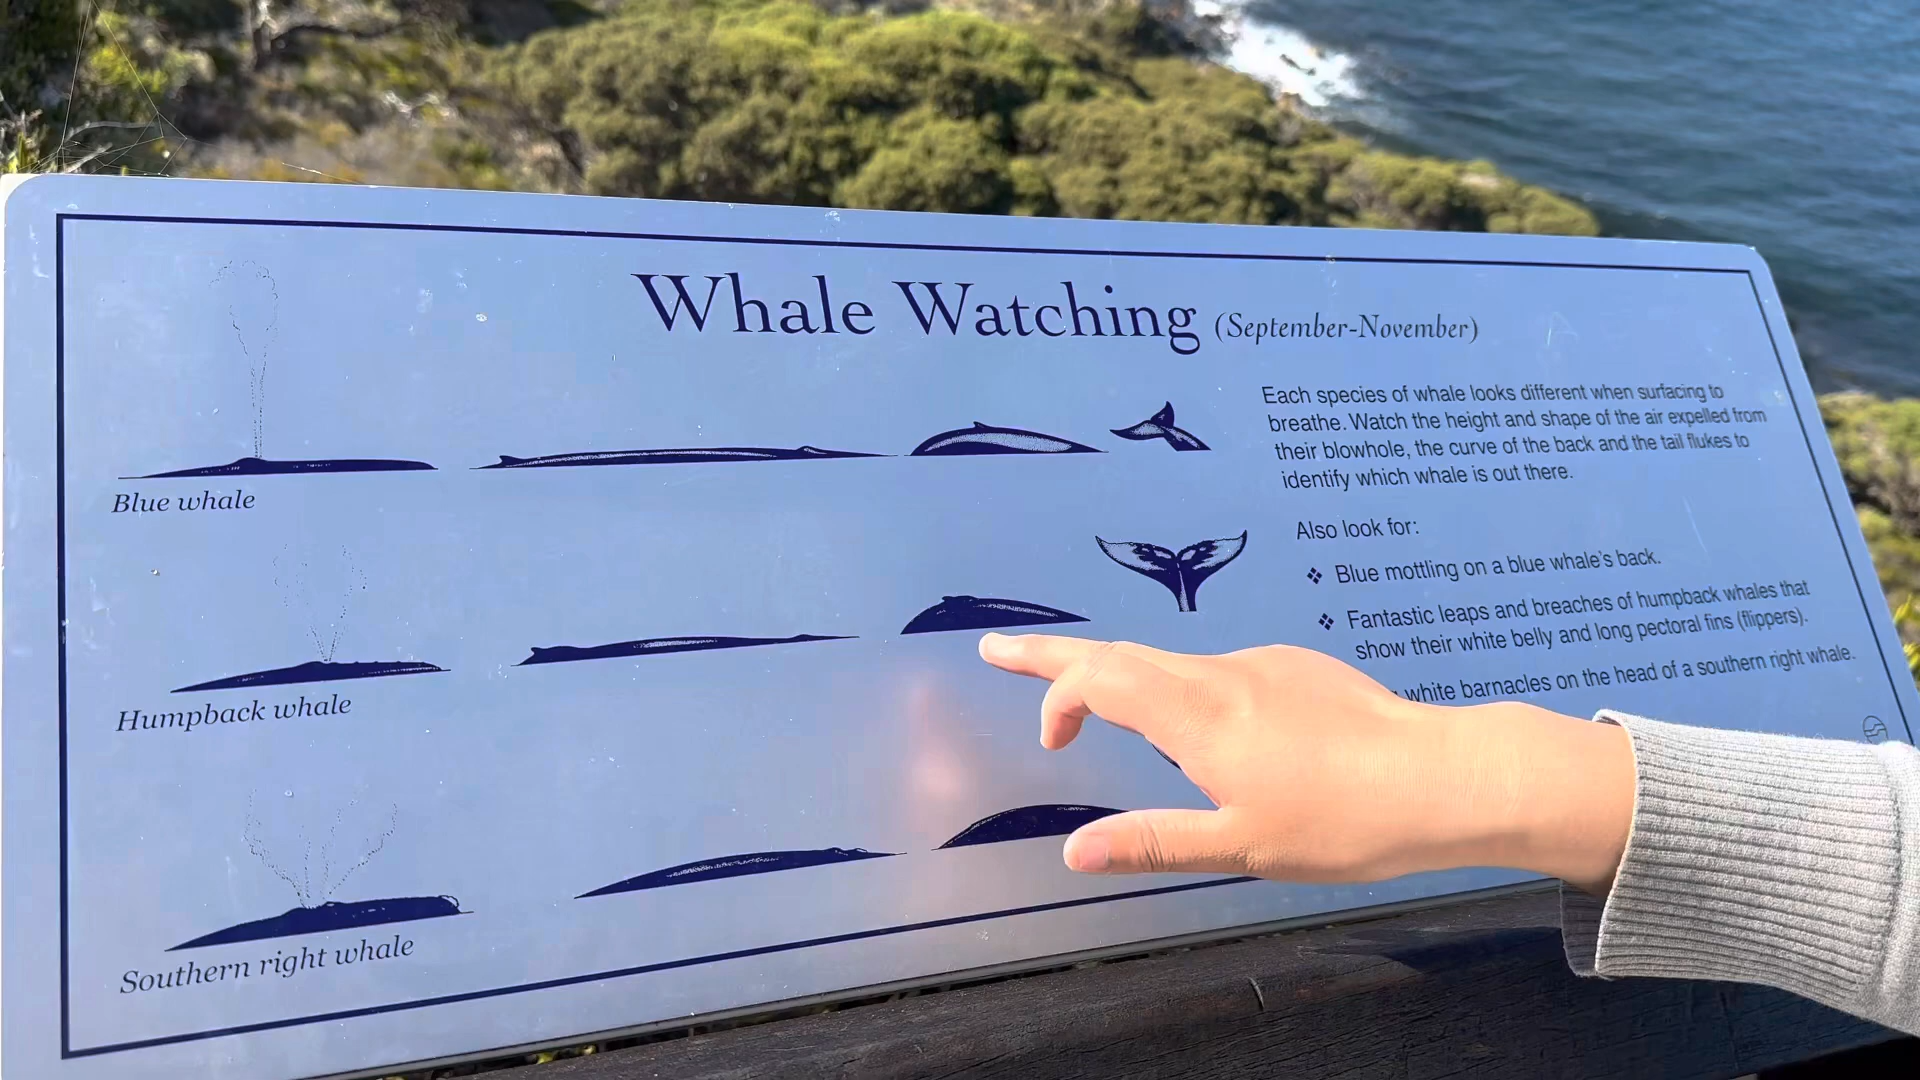 Whale Watching (September-November)
Each species of whale looks different when surfacing to
breathe. Watch the height and shape of the air expelled from
their blowhole, the curve of the back and the tail flukes to
identify which whale is out there.
Also look for:
❖ Blue mottling on a blue whale's back.
❖ Fantastic leaps and breaches of humpback whales that
show their white belly and long pectoral fins (flippers).
white barnacles on the head of a southern right whale.
Blue whale
Humpback whale
Southern right whale